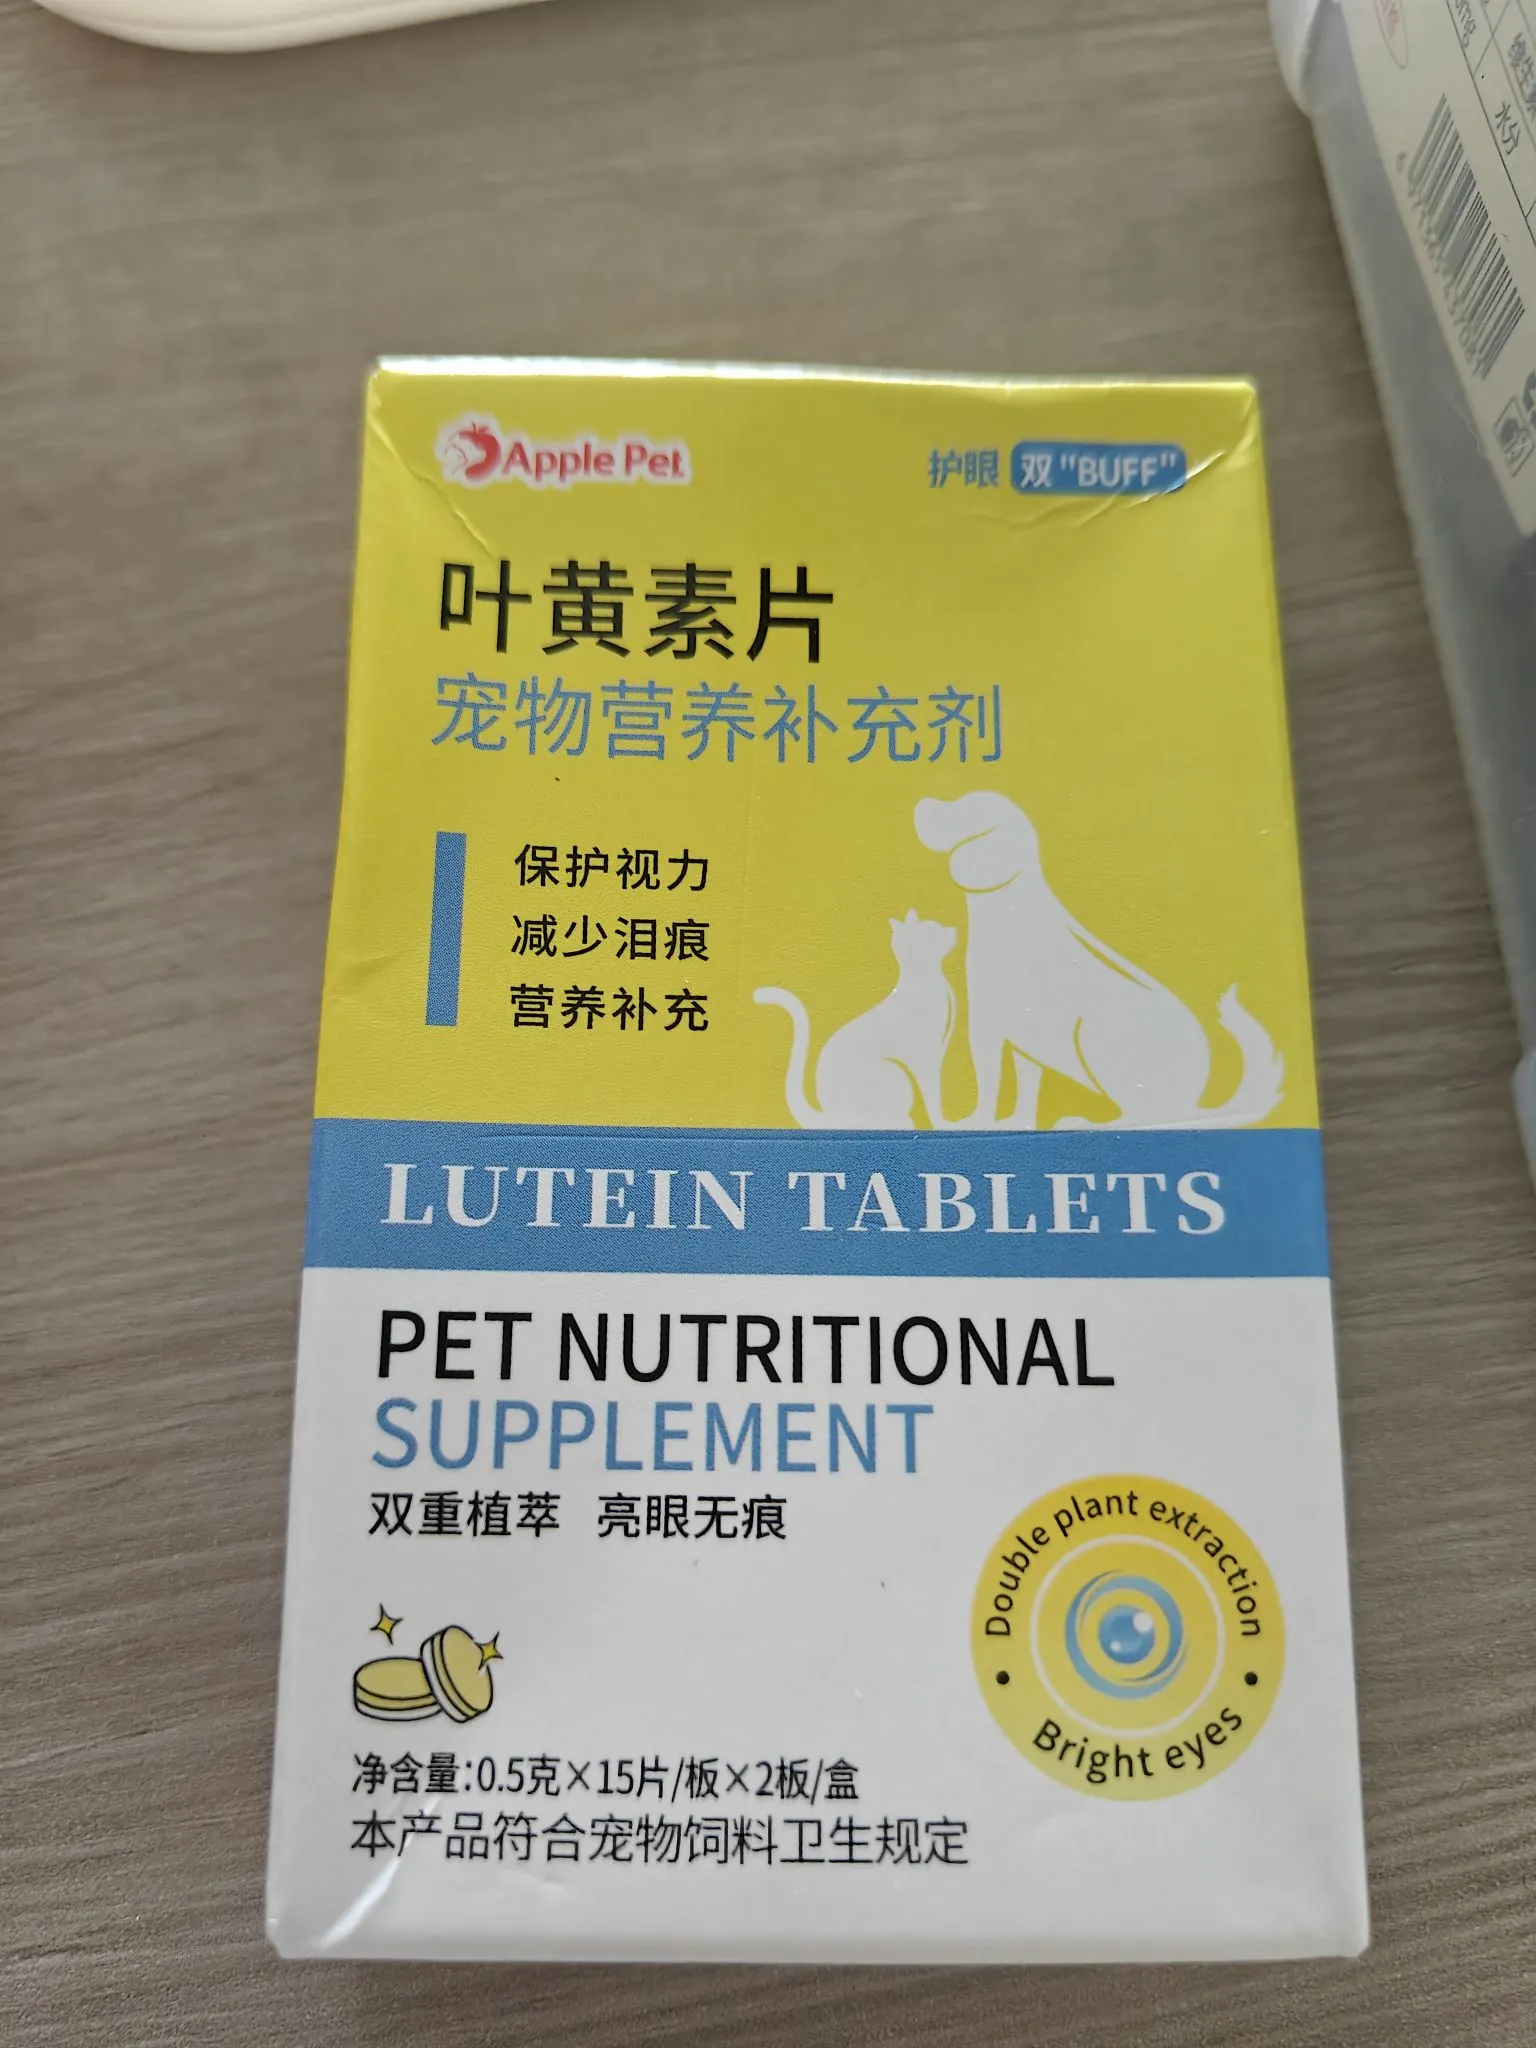 Apple Pet
护眼 双"BUFF"
叶黄素片
宠物营养补充剂
保护视力
减少泪痕
营养补充
LUTEIN TABLETS
PET NUTRITIONAL
SUPPLEMENT
双重植萃 亮眼无痕
Double plant extraction
Bright eyes
净含量:0.5克×15片/板×2板/盒
本产品符合宠物饲料卫生规定
水分